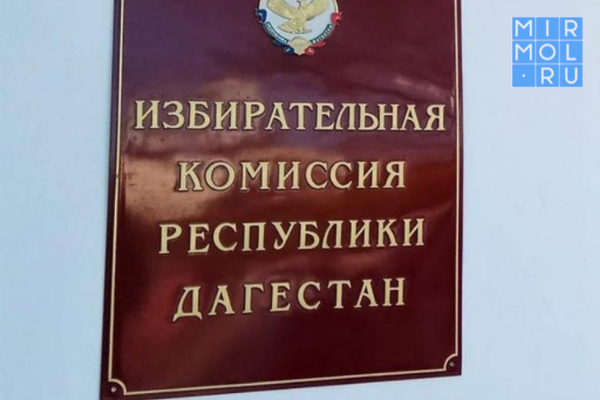 MIR
MOL
.RU
ИЗБИРАТЕЛЬНАЯ
КОМИССИЯ
РЕСПУБЛИКИ
ДАГЕСТАН